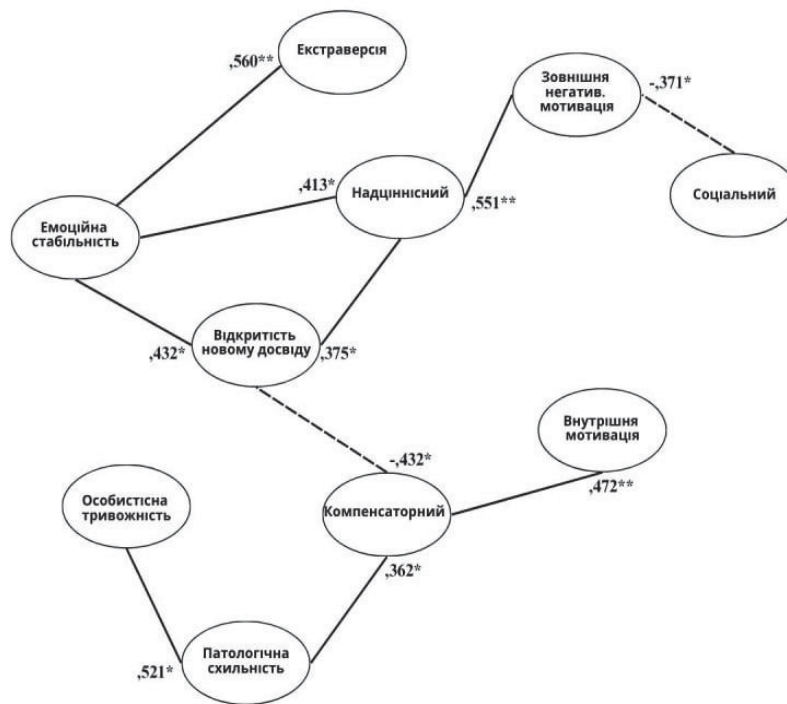 Екстраверсія
,560**
Зовнішня
негатив.
мотивація
-,371*
,413*
Надціннісний
,551**
Соціальний
Емоційна
стабільність
Відкритість
новому досвіду
,432*
,375*
Внутрішня
мотивація
-,432*
,472**
Особистісна
тривожність
Компенсаторний
,362*
Патологічна
схильність
,521*